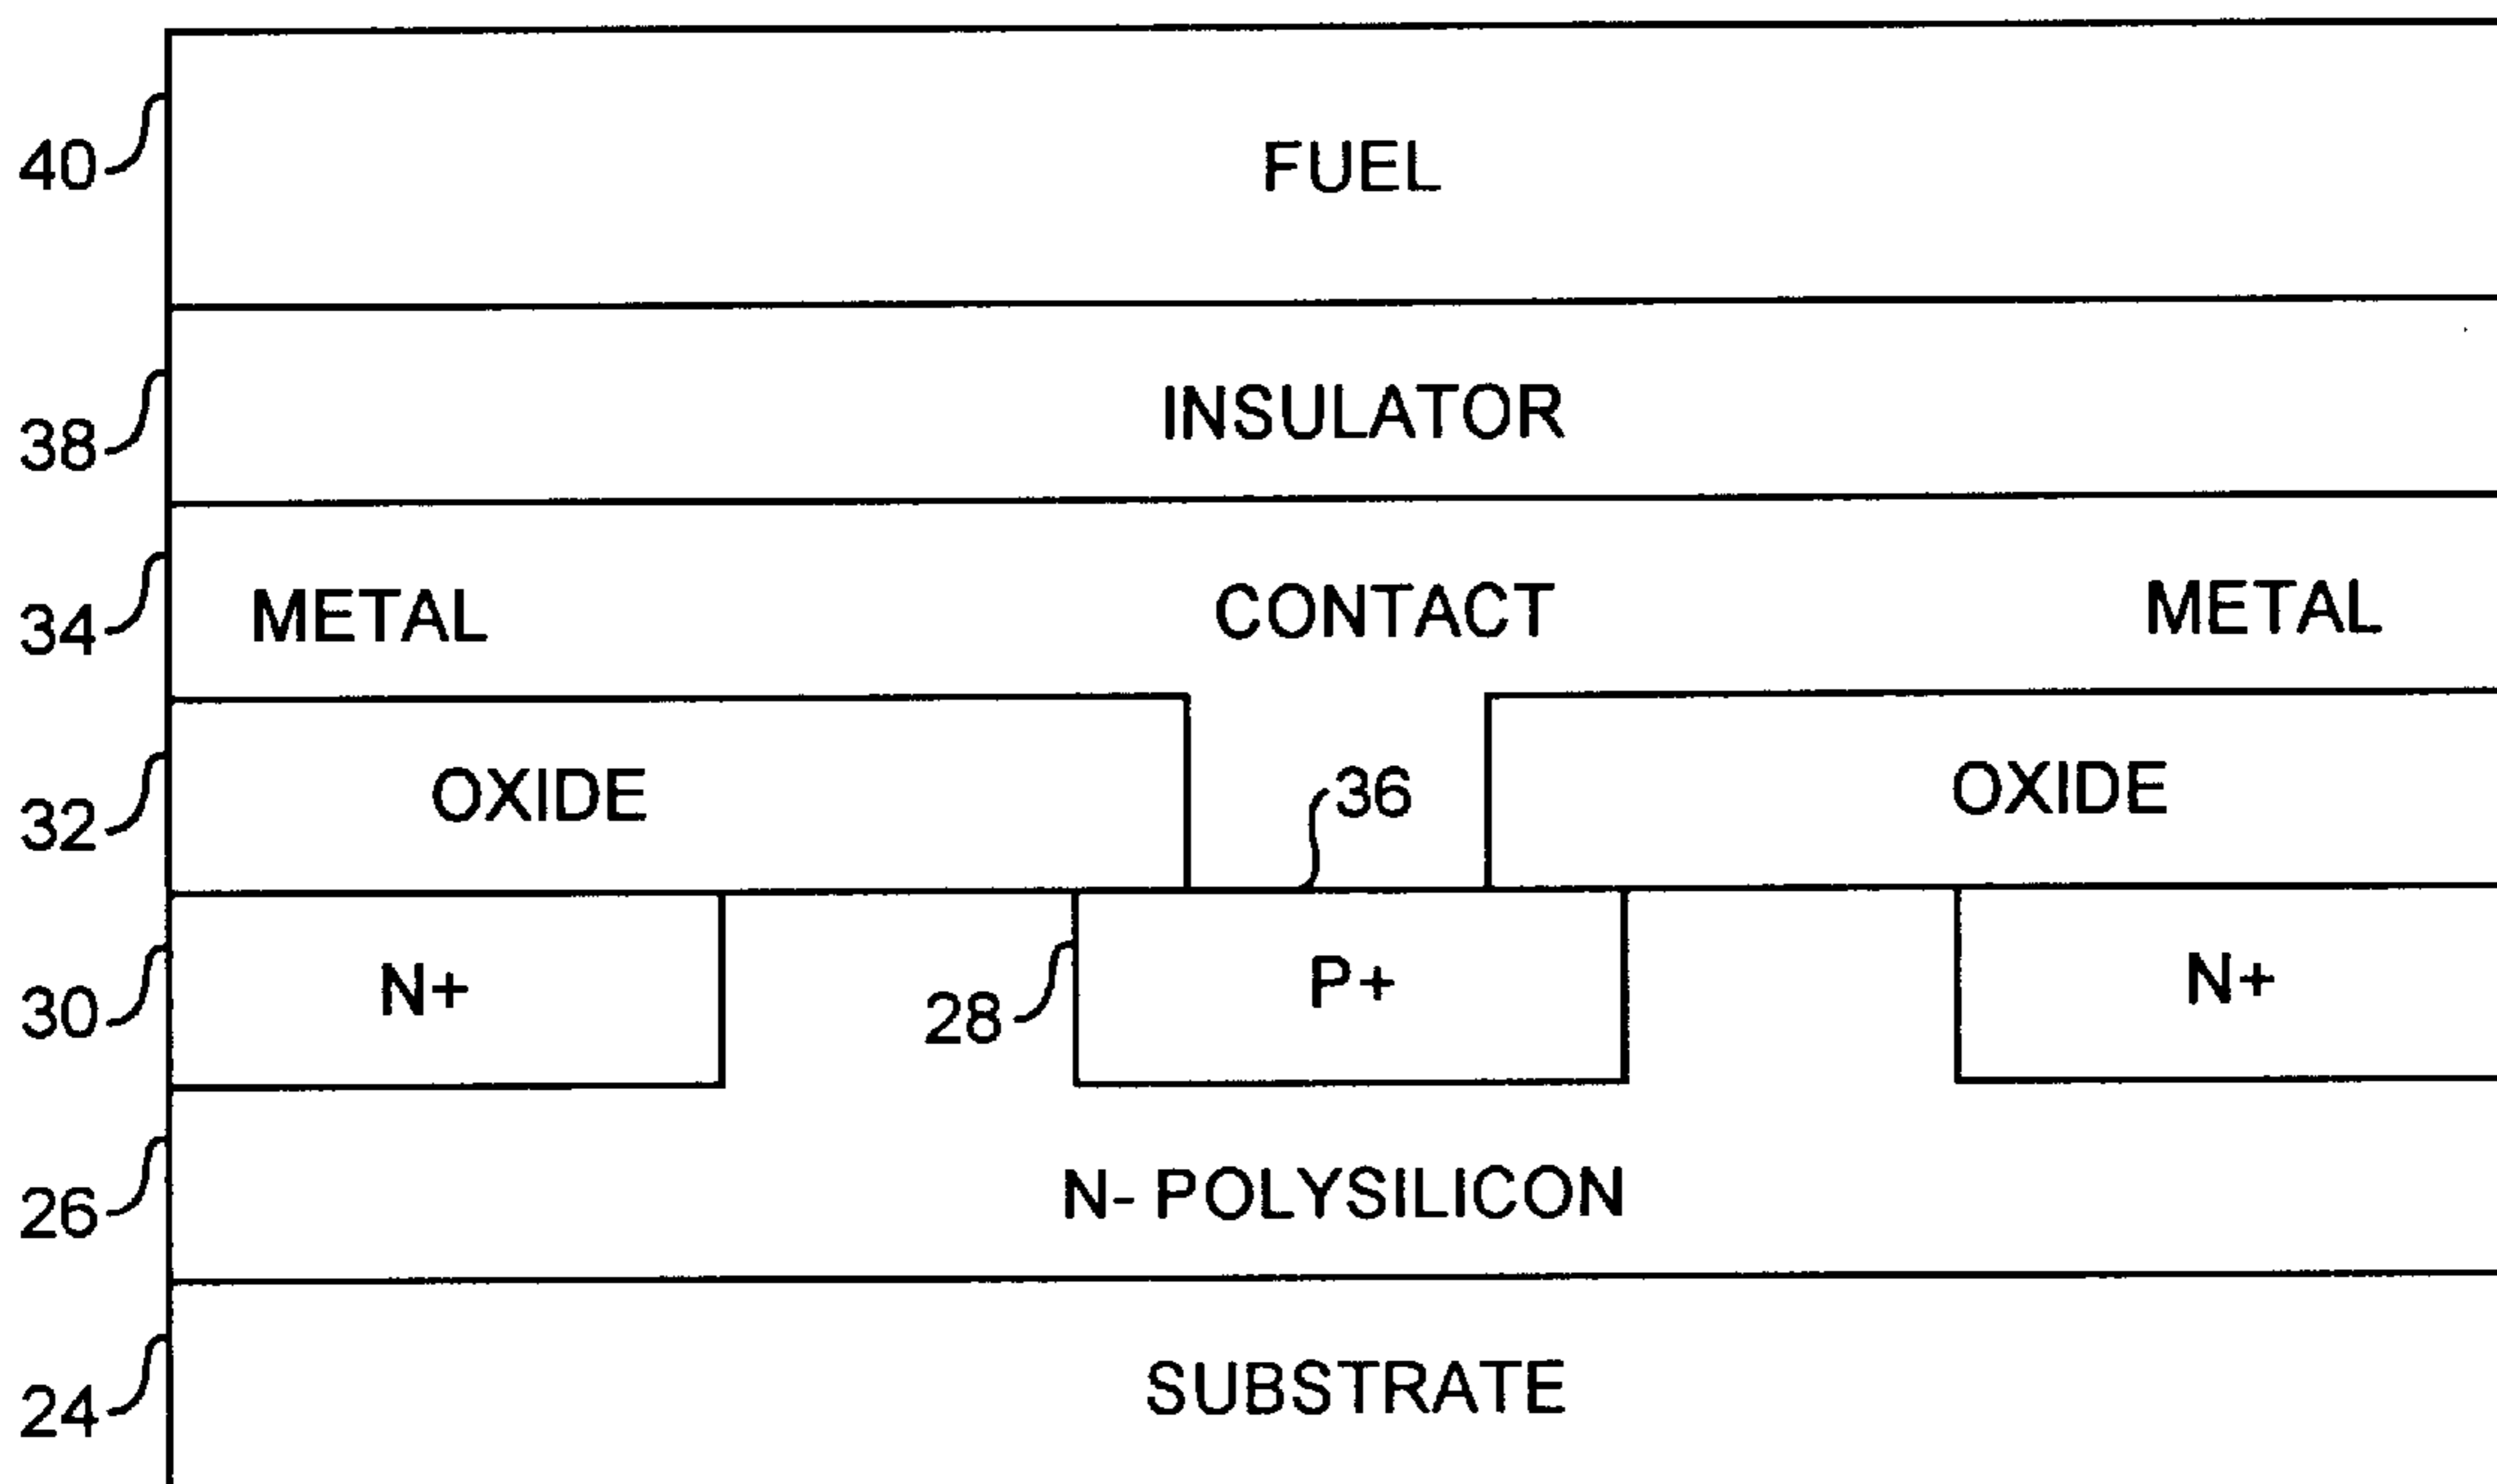 40
FUEL
38
INSULATOR
34
METAL CONTACT METAL
32
OXIDE 36 OXIDE
30
N+ 28 P+ N+
26
N- POLYSILICON
24
SUBSTRATE